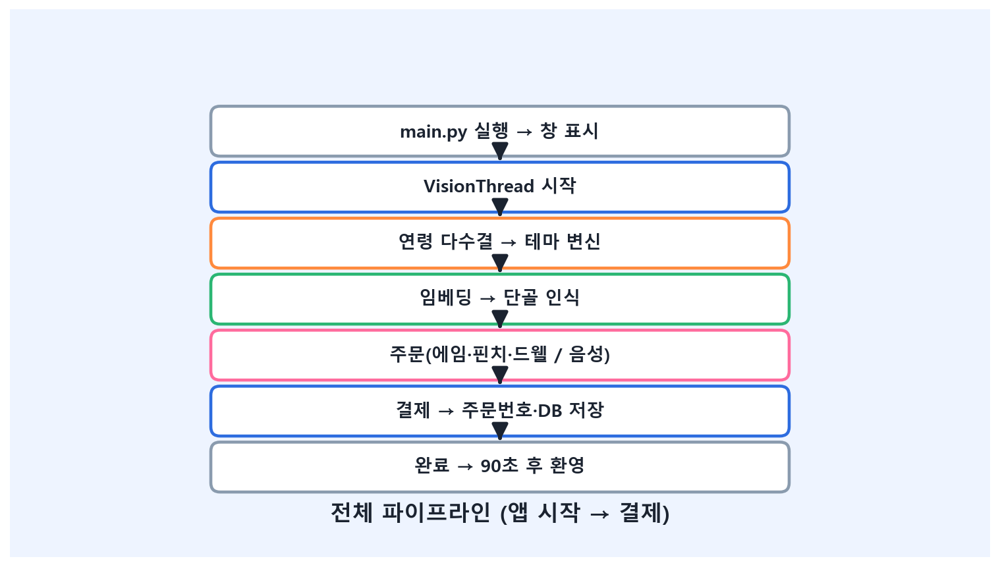 main.py 실행 → 창 표시
VisionThread 시작
연령 다수결 → 테마 변신
임베딩 → 단골 인식
주문(에임·핀치·드웰 / 음성)
결제 → 주문번호·DB 저장
완료 → 90초 후 환영
전체 파이프라인 (앱 시작 → 결제)